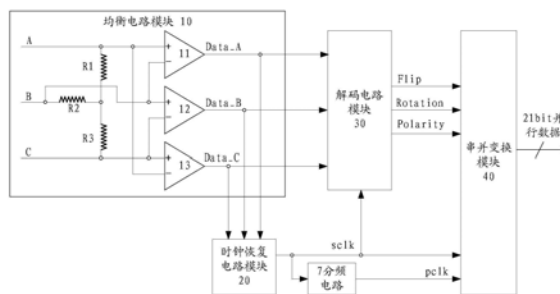 均衡电路模块 10
A
R1
11
Data_A
B
R2
12
Data_B
R3
C
13
Data_C
解码电路
模块
30
Flip
Rotation
Polarity
串并变换
模块
40
21bit并
行数据
时钟恢复
电路模块
20
sclk
7分频
电路
pclk